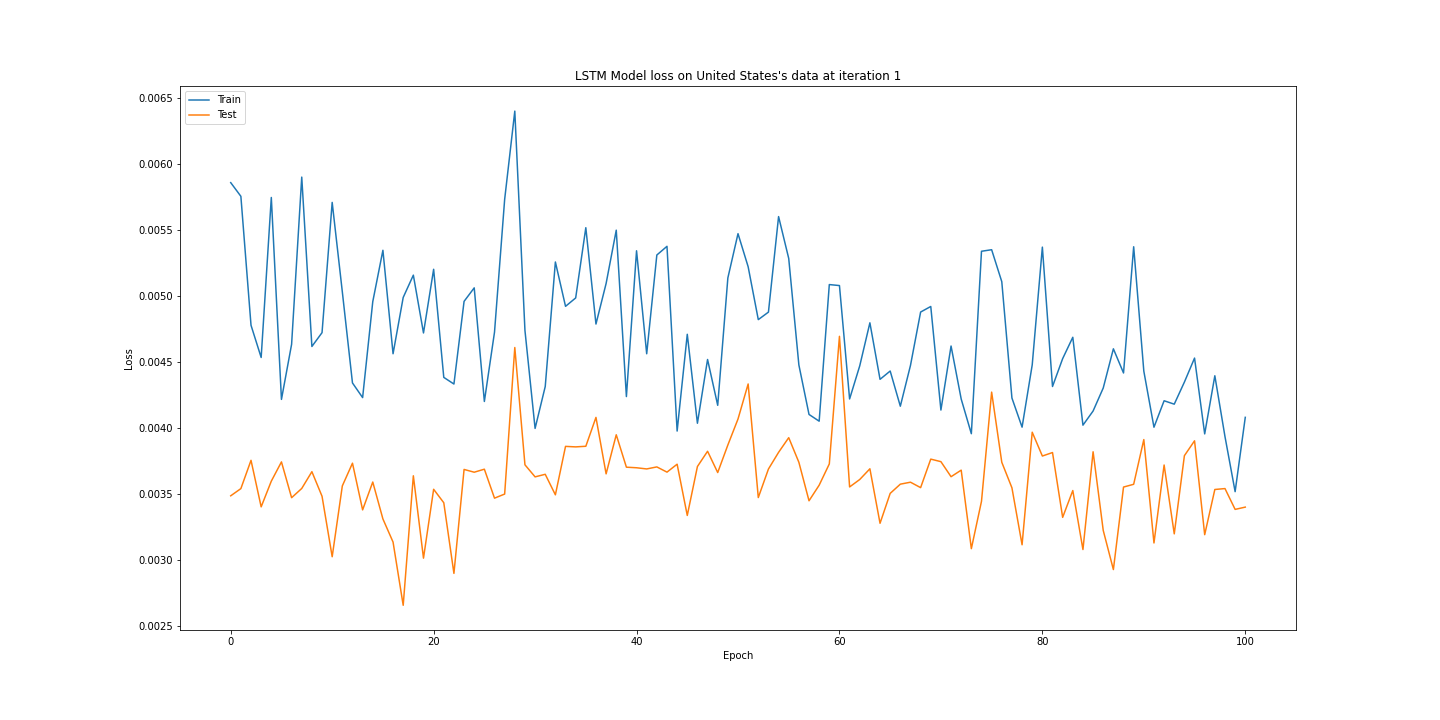 LSTM Model loss on United States's data at iteration 1
Train
Test
0.0065
0.0060
0.0055
0.0050
0.0045
0.0040
0.0035
0.0030
0.0025
Loss
0 20 40 60 80 100
Epoch